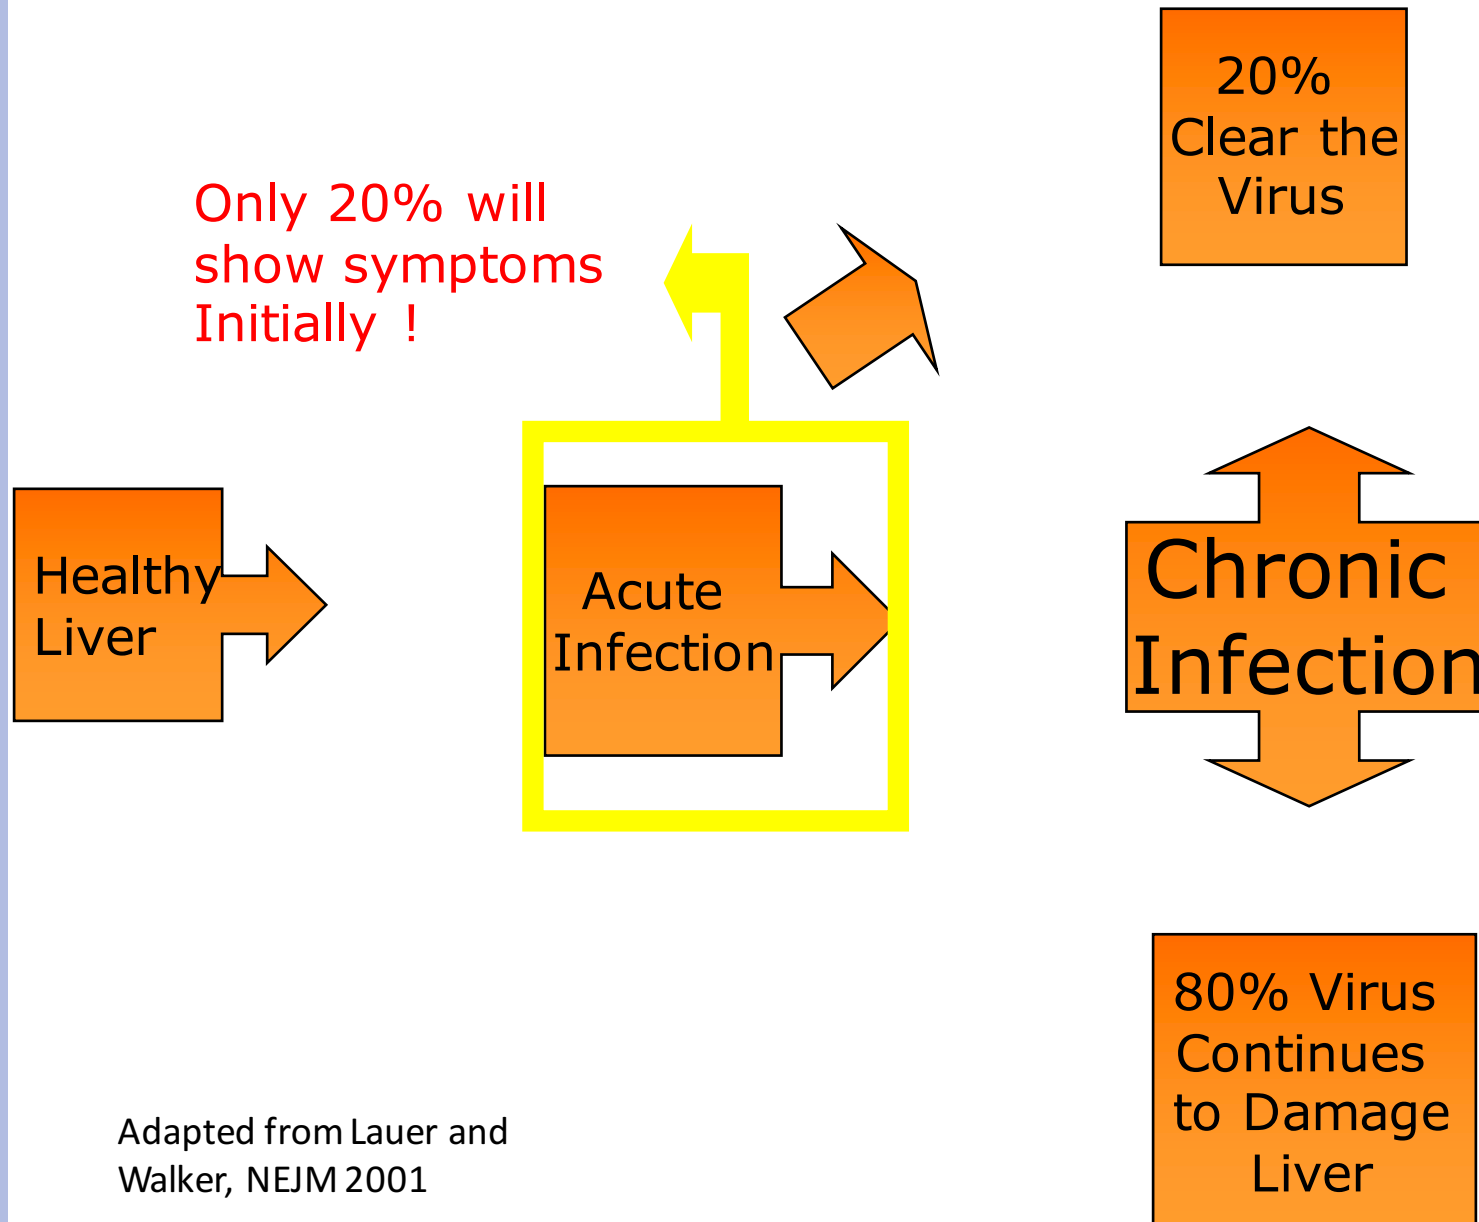 20%
Clear the
Virus
Only 20% will
show symptoms
Initially !
Healthy
Liver
Acute
Infection
Chronic
Infection
80% Virus
Continues
to Damage
Liver
Adapted from Lauer and
Walker, NEJM 2001